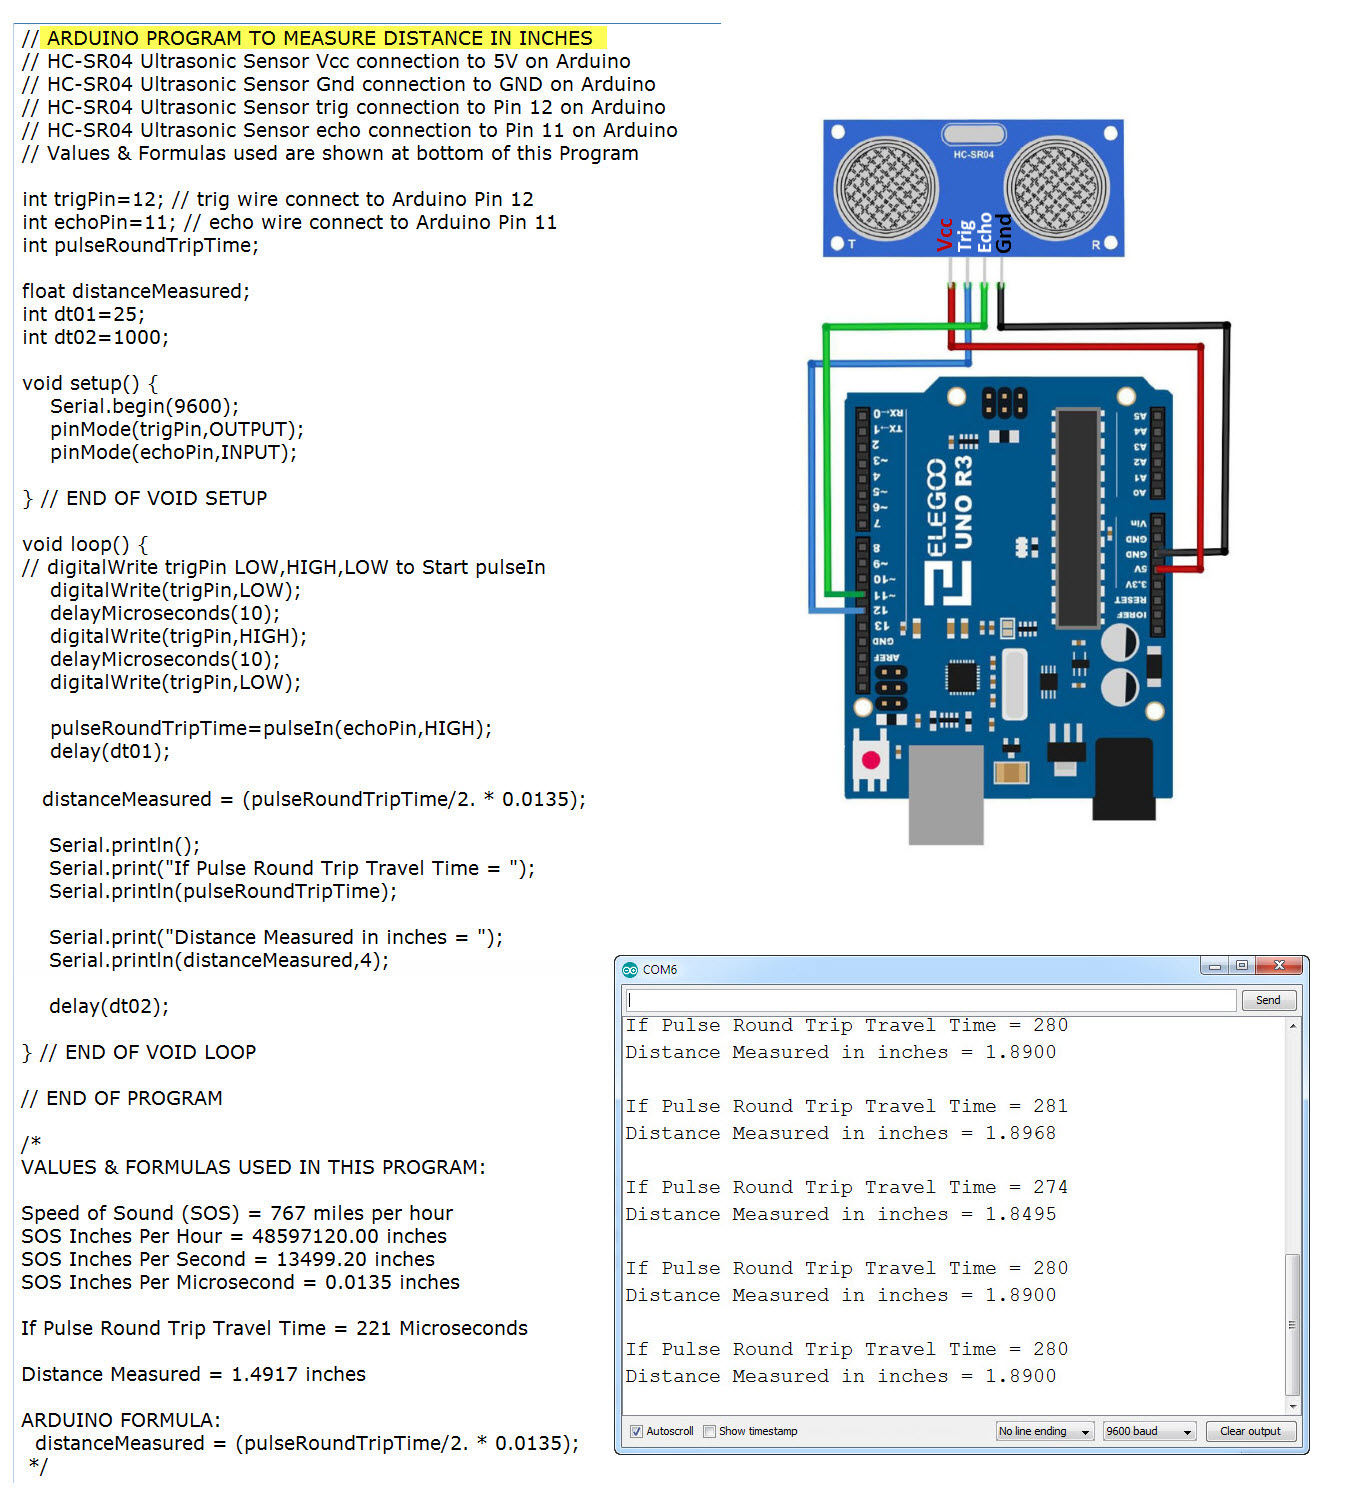 // ARDUINO PROGRAM TO MEASURE DISTANCE IN INCHES
// HC-SR04 Ultrasonic Sensor Vcc connection to 5V on Arduino
// HC-SR04 Ultrasonic Sensor Gnd connection to GND on Arduino
// HC-SR04 Ultrasonic Sensor trig connection to Pin 12 on Arduino
// HC-SR04 Ultrasonic Sensor echo connection to Pin 11 on Arduino
// Values & Formulas used are shown at bottom of this Program
int trigPin=12; // trig wire connect to Arduino Pin 12
int echoPin=11; // echo wire connect to Arduino Pin 11
int pulseRoundTripTime;
float distanceMeasured;
int dt01=25;
int dt02=1000;
void setup() {
Serial.begin(9600);
pinMode(trigPin,OUTPUT);
pinMode(echoPin,INPUT);
} // END OF VOID SETUP
void loop() {
// digitalWrite trigPin LOW,HIGH,LOW to Start pulseIn
digitalWrite(trigPin,LOW);
delayMicroseconds(10);
digitalWrite(trigPin,HIGH);
delayMicroseconds(10);
digitalWrite(trigPin,LOW);
pulseRoundTripTime=pulseIn(echoPin,HIGH);
delay(dt01);
distanceMeasured = (pulseRoundTripTime/2. * 0.0135);
Serial.println();
Serial.print("If Pulse Round Trip Travel Time = ");
Serial.println(pulseRoundTripTime);
Serial.print("Distance Measured in inches = ");
Serial.println(distanceMeasured,4);
delay(dt02);
} // END OF VOID LOOP
// END OF PROGRAM
/*
VALUES & FORMULAS USED IN THIS PROGRAM:
Speed of Sound (SOS) = 767 miles per hour
SOS Inches Per Hour = 48597120.00 inches
SOS Inches Per Second = 13499.20 inches
SOS Inches Per Microsecond = 0.0135 inches
If Pulse Round Trip Travel Time = 221 Microseconds
Distance Measured = 1.4917 inches
ARDUINO FORMULA:
distanceMeasured = (pulseRoundTripTime/2. * 0.0135);
*/
HC-SR04
T
Vcc
Trig
Echo
Gnd
R
RX←0
TX→1
2
3~
4
5~
6~
7
8
9~
10~
11~
12
13
GND
AREF
ELEGOO
UNO R3
A5
A4
A3
A2
A1
A0
Vin
GND
GND
5V
3.3V
RESET
IOREF
COM6
Send
If Pulse Round Trip Travel Time = 280
Distance Measured in inches = 1.8900
If Pulse Round Trip Travel Time = 281
Distance Measured in inches = 1.8968
If Pulse Round Trip Travel Time = 274
Distance Measured in inches = 1.8495
If Pulse Round Trip Travel Time = 280
Distance Measured in inches = 1.8900
If Pulse Round Trip Travel Time = 280
Distance Measured in inches = 1.8900
Autoscroll
Show timestamp
No line ending
9600 baud
Clear output